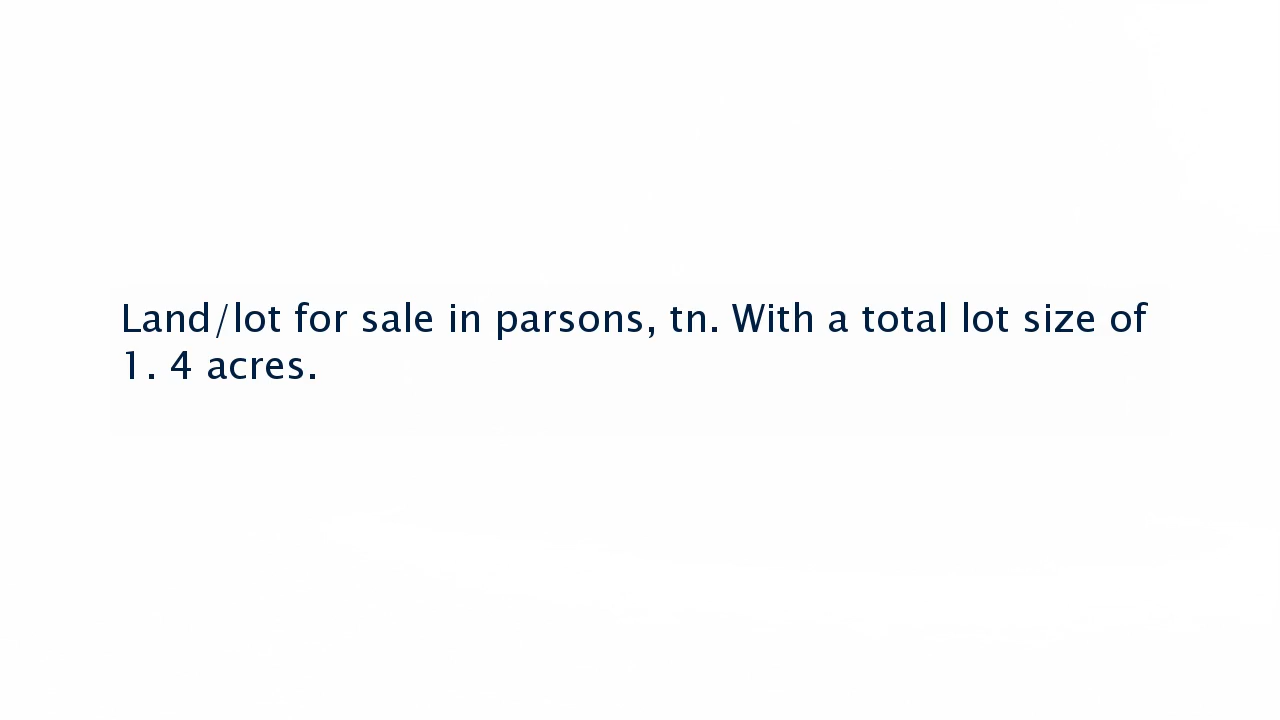 Land/lot for sale in parsons, tn. With a total lot size of
1. 4 acres.